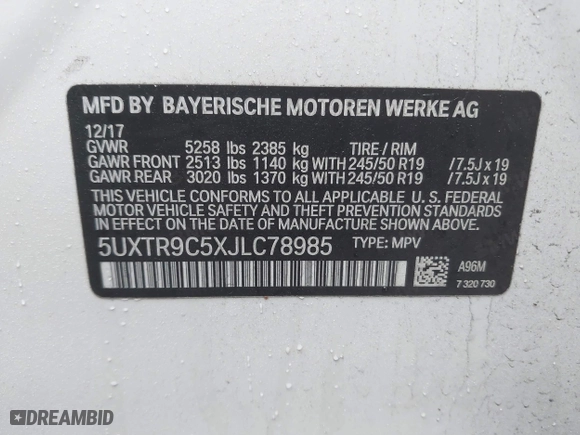 MFD BY BAYERISCHE MOTOREN WERKE AG
12/17
GVWR 5258 lbs 2385 kg TIRE / RIM
GAWR FRONT 2513 lbs 1140 kg WITH 245/50 R19 /7.5J x 19
GAWR REAR 3020 lbs 1370 kg WITH 245/50 R19 /7.5J x 19
THIS VEHICLE CONFORMS TO ALL APPLICABLE U. S. FEDERAL
MOTOR VEHICLE SAFETY STANDARDS IN EFFECT
ON THE DATE OF MANUFACTURE SHOWN ABOVE.
5UXTR9C5XJLC78985 TYPE: MPV
A96M
7 320 730
DREAMBID